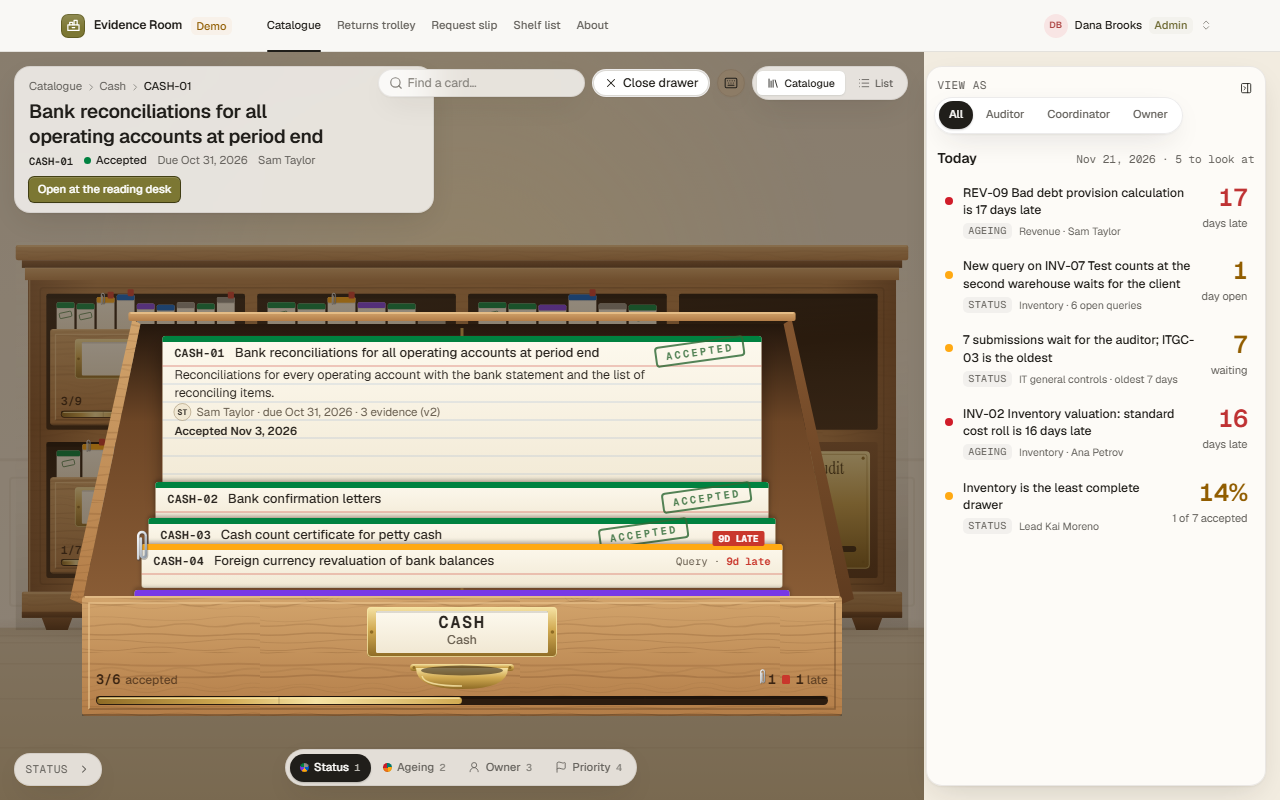 Evidence Room Demo Catalogue Returns trolley Request slip Shelf list About DB Dana Brooks Admin
Catalogue > Cash > CASH-01
Bank reconciliations for all
operating accounts at period end
CASH-01 Accepted Due Oct 31, 2026 Sam Taylor
Open at the reading desk
Find a card...
Close drawer
Catalogue
List
3/9
1/7
CASH-01 Bank reconciliations for all operating accounts at period end
ACCEPTED
Reconciliations for every operating account with the bank statement and the list of
reconciling items.
ST Sam Taylor · due Oct 31, 2026 · 3 evidence (v2)
Accepted Nov 3, 2026
CASH-02 Bank confirmation letters
ACCEPTED
CASH-03 Cash count certificate for petty cash
ACCEPTED
9D LATE
CASH-04 Foreign currency revaluation of bank balances
Query · 9d late
CASH
Cash
3/6 accepted
1 1 late
STATUS >
Status 1 Ageing 2 Owner 3 Priority 4
VIEW AS
All Auditor Coordinator Owner
Today Nov 21, 2026 · 5 to look at
REV-09 Bad debt provision calculation
is 17 days late
AGEING Revenue · Sam Taylor
17
days late
New query on INV-07 Test counts at the
second warehouse waits for the client
STATUS Inventory · 6 open queries
1
day open
7 submissions wait for the auditor; ITGC-
03 is the oldest
STATUS IT general controls · oldest 7 days
7
waiting
INV-02 Inventory valuation: standard
cost roll is 16 days late
AGEING Inventory · Ana Petrov
16
days late
Inventory is the least complete
drawer
STATUS Lead Kai Moreno
14%
1 of 7 accepted